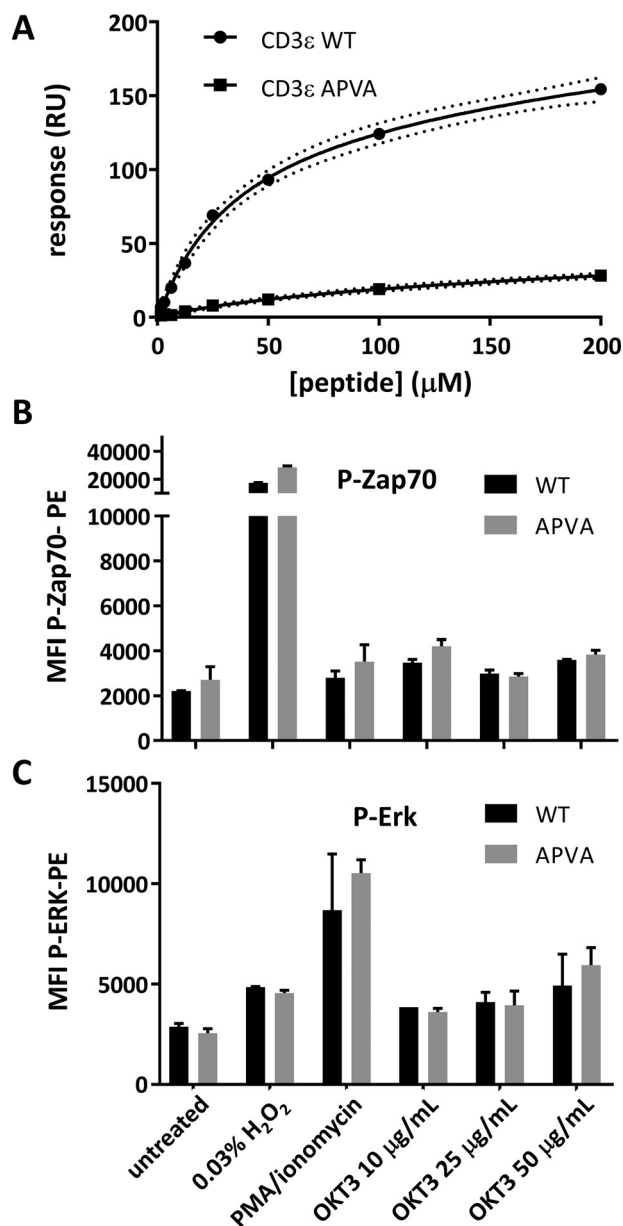 A
CD3ε WT
CD3ε APVA
response (RU)
200
150
100
50
0
0 50 100 150 200
[peptide] (μM)
B
P-Zap70
WT
APVA
MFI P-Zap70- PE
40000
20000
10000
8000
6000
4000
2000
0
C
P-Erk
WT
APVA
MFI P-ERK-PE
15000
10000
5000
0
untreated
0.03% H₂O₂
PMA/ionomycin
OKT3 10 μg/mL
OKT3 25 μg/mL
OKT3 50 μg/mL